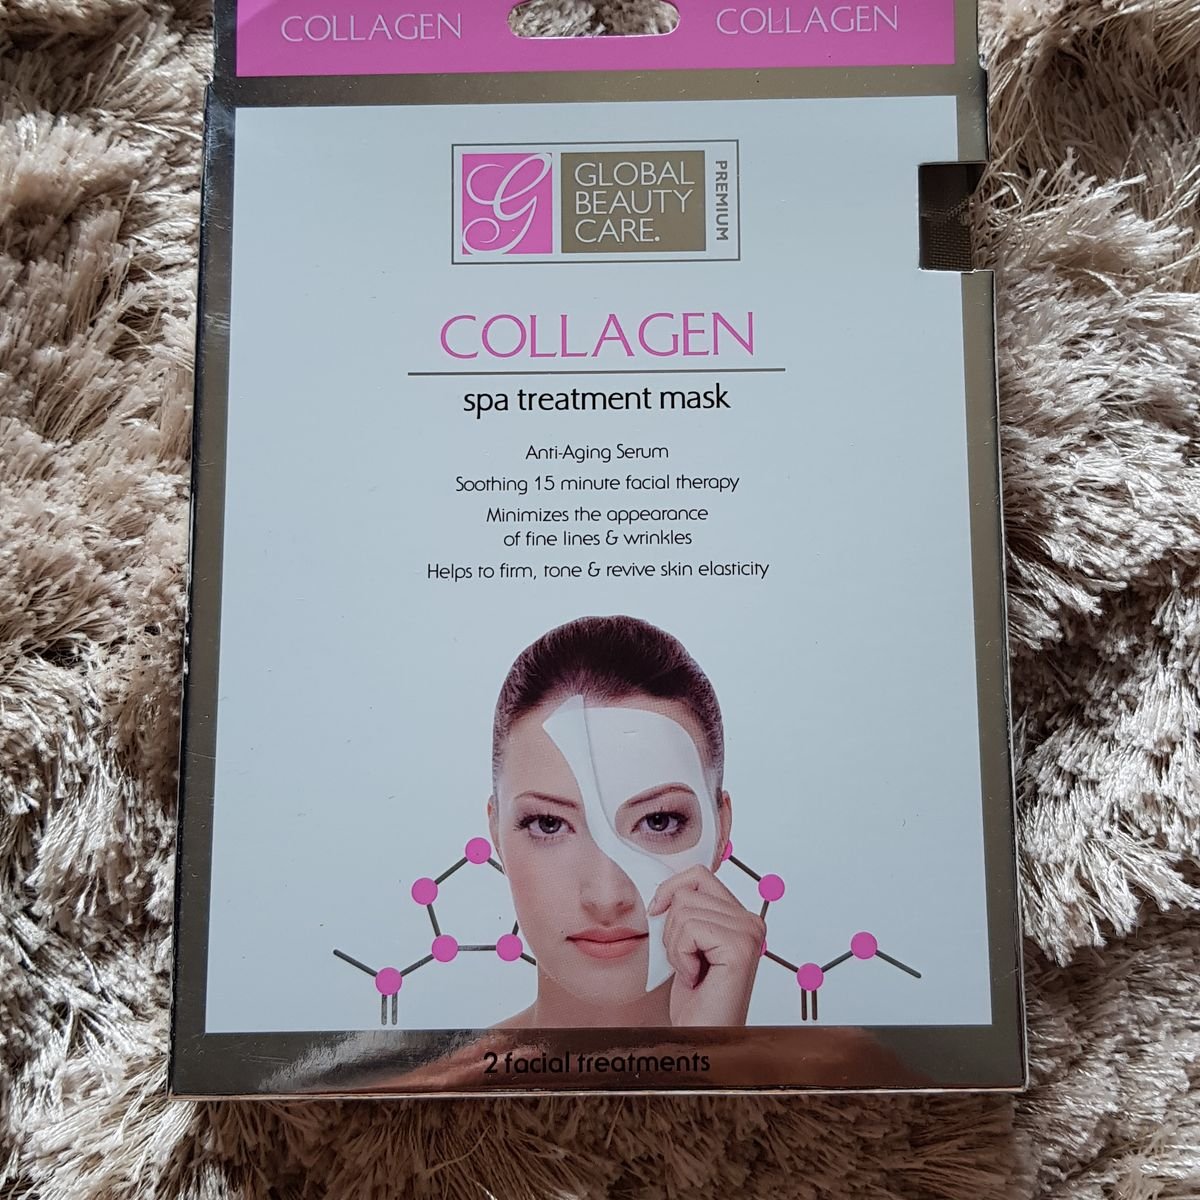 COLLAGEN COLLAGEN
G
GLOBAL
BEAUTY
CARE.
PREMIUM
COLLAGEN
spa treatment mask
Anti-Aging Serum
Soothing 15 minute facial therapy
Minimizes the appearance
of fine lines & wrinkles
Helps to firm, tone & revive skin elasticity
2 facial treatments